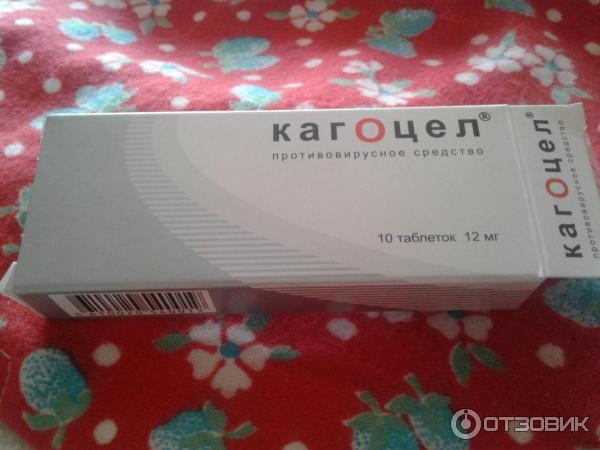 кагОцел®
противовирусное средство
10 таблеток 12 мг
кагОцел®
противовирусное средство
ОТЗОВИК